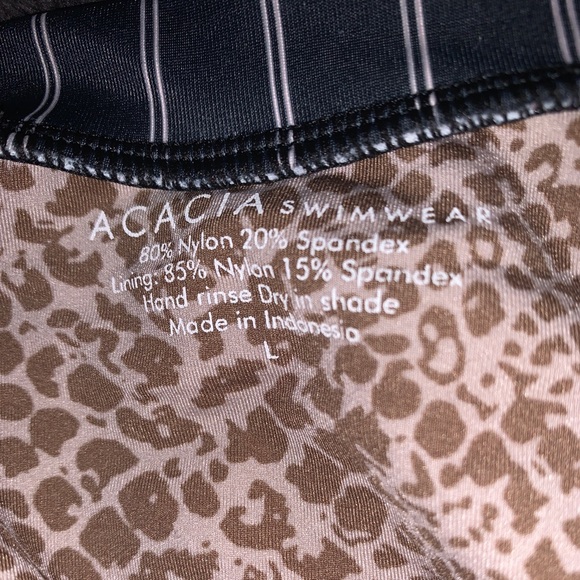 ACACIA SWIMWEAR
80% Nylon 20% Spandex
Lining: 85% Nylon 15% Spandex
Hand rinse Dry in shade
Made in Indonesia
L